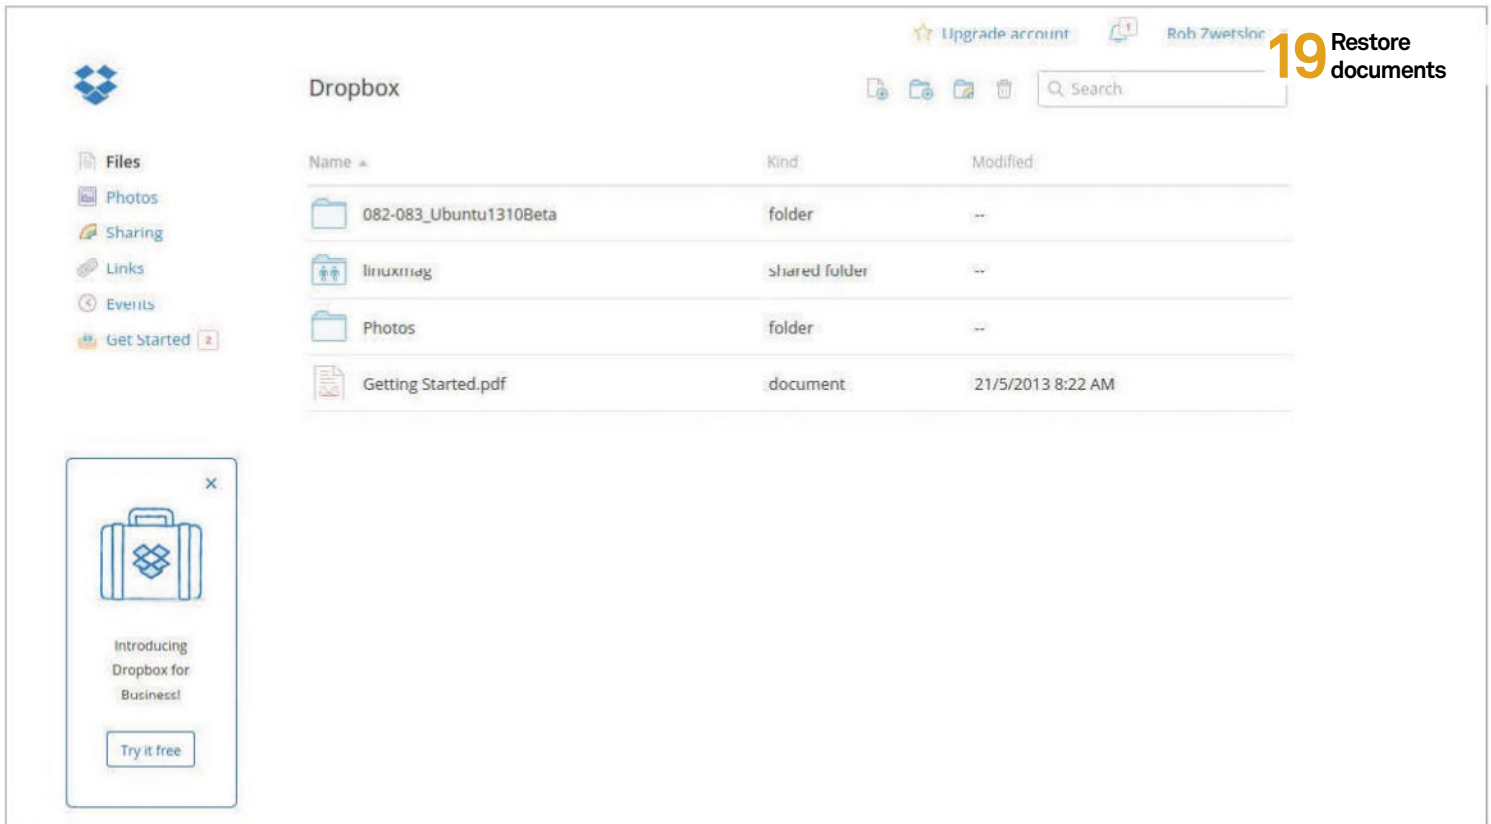 Upgrade account
1
Rob Zwetsloo
19 Restore
documents
Dropbox
Search
Files
Photos
Sharing
Links
Events
Get Started 2
Name Kind Modified
082-083_Ubuntu1310Beta folder --
linuxmag shared folder --
Photos folder --
Getting Started.pdf document 21/5/2013 8:22 AM
×
Introducing
Dropbox for
Business!
Try it free